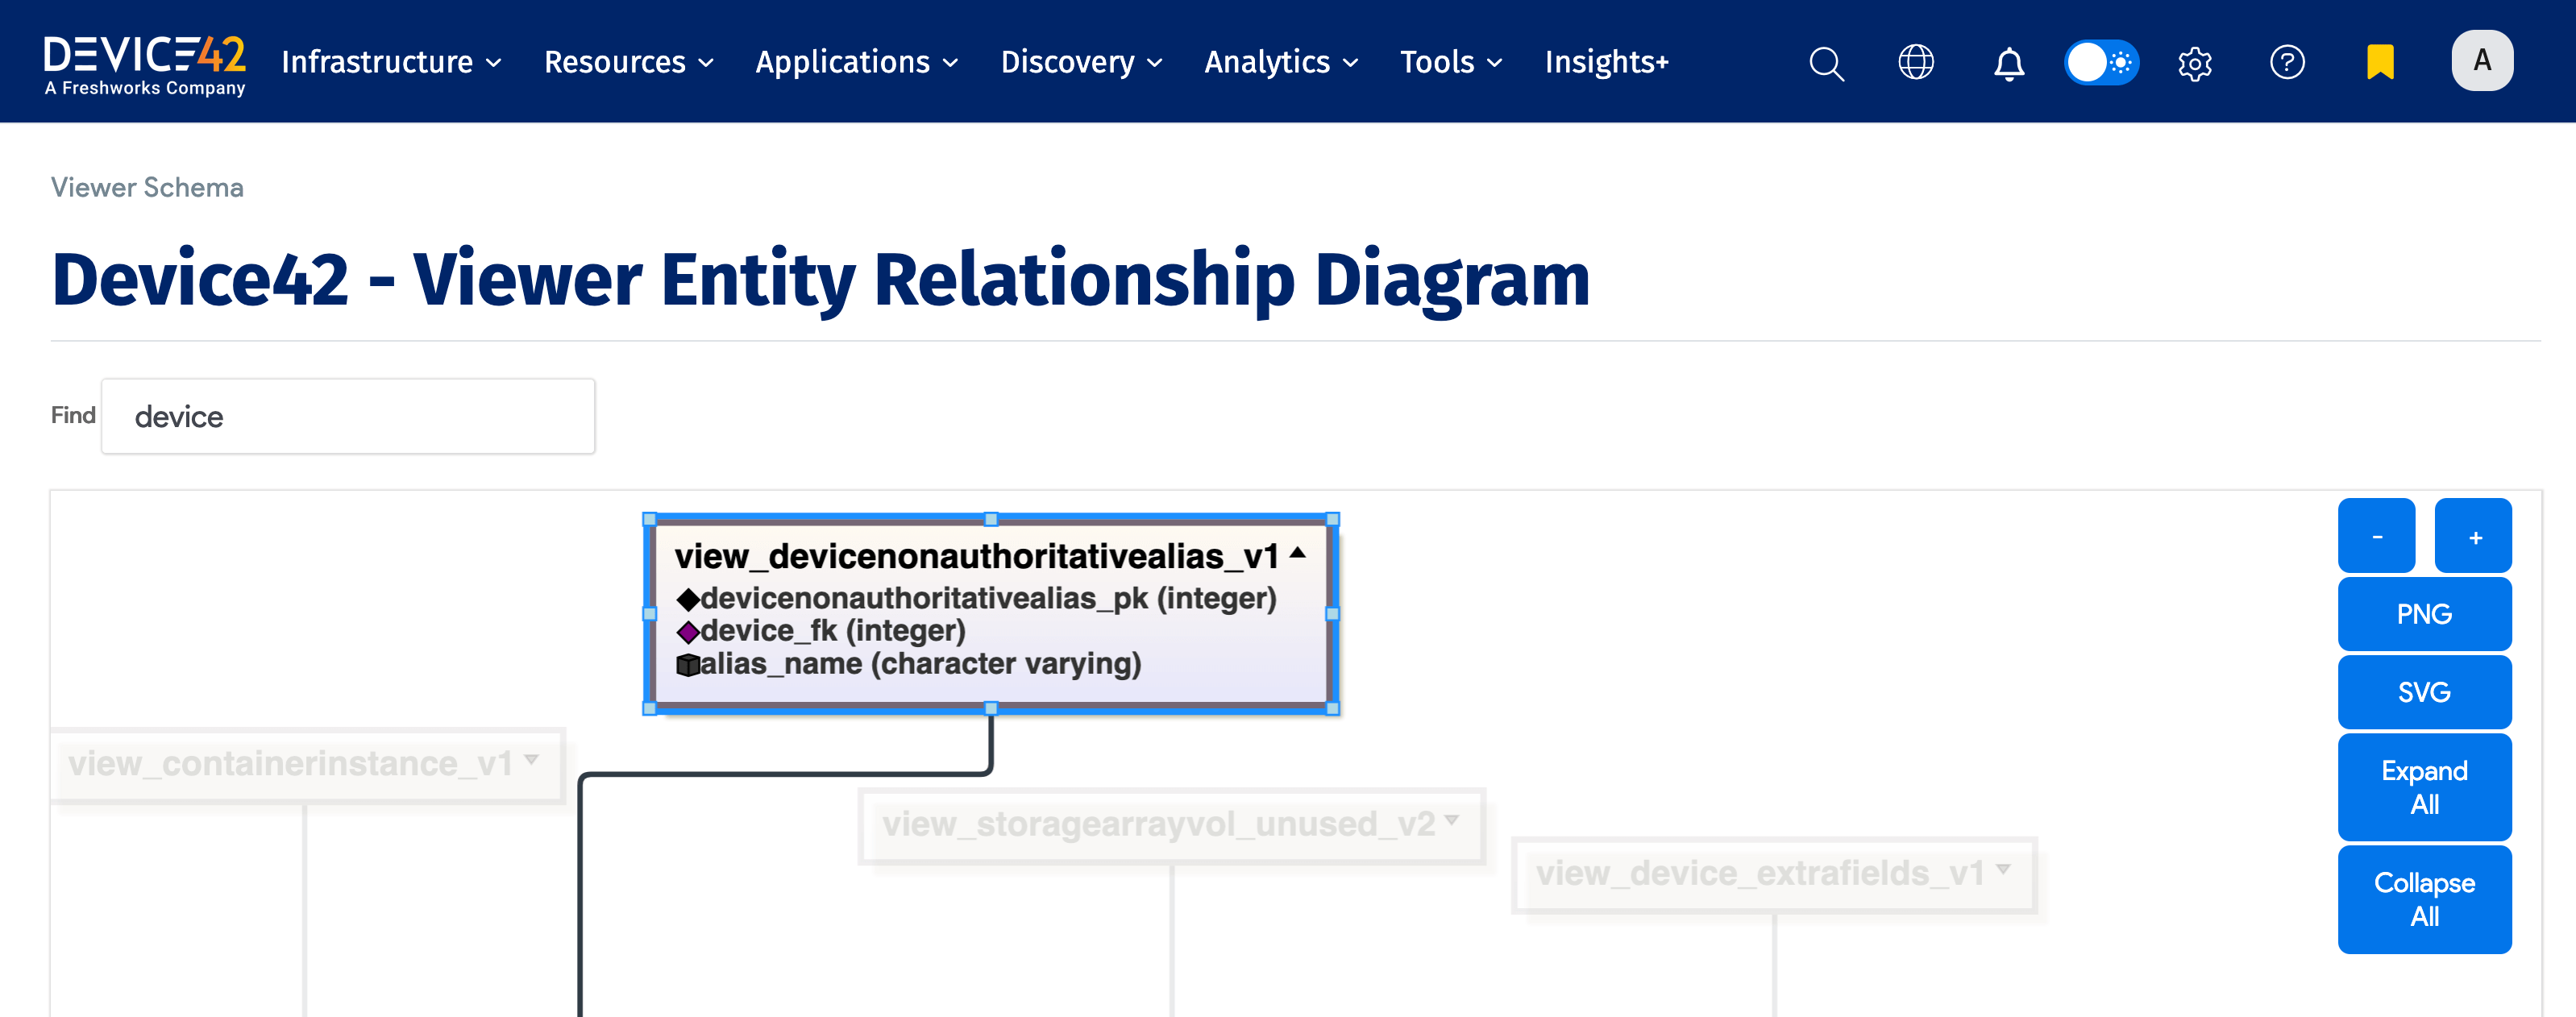 DEVICE42
A Freshworks Company
Infrastructure
Resources
Applications
Discovery
Analytics
Tools
Insights+
A
Viewer Schema
Device42 - Viewer Entity Relationship Diagram
Find
device
view_devicenonauthoritativealias_v1
devicenonauthoritativealias_pk (integer)
device_fk (integer)
alias_name (character varying)
view_containerinstance_v1
view_storagearrayvol_unused_v2
view_device_extrafields_v1
-
+
PNG
SVG
Expand
All
Collapse
All